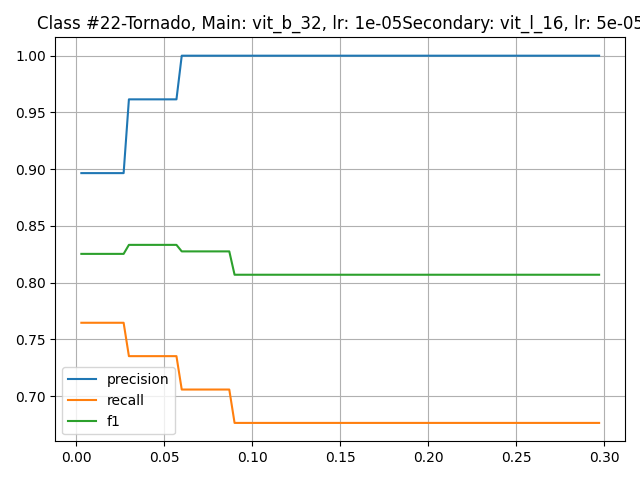 Class #22-Tornado, Main: vit_b_32, lr: 1e-05Secondary: vit_l_16, lr: 5e-05
1.00
0.95
0.90
0.85
0.80
0.75
0.70
precision
recall
f1
0.00 0.05 0.10 0.15 0.20 0.25 0.30